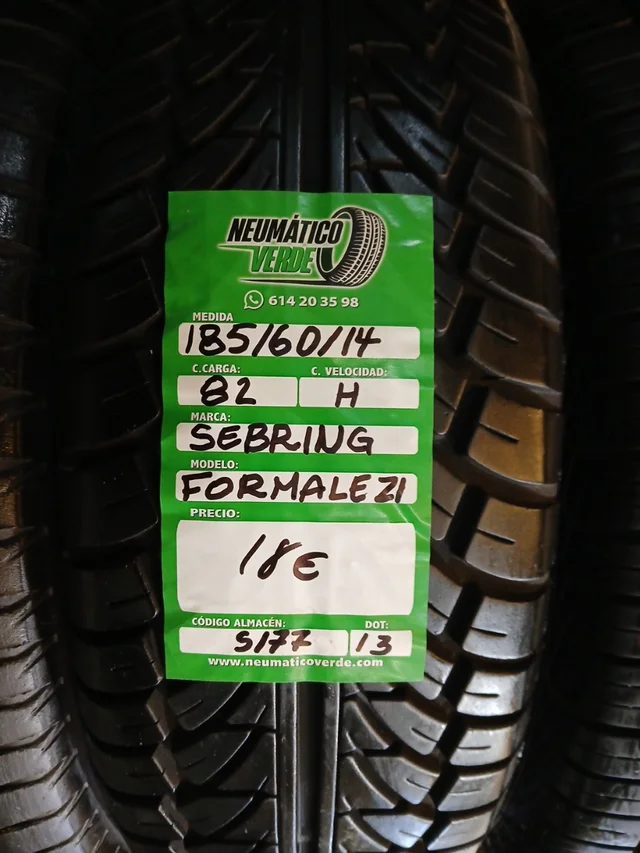 NEUMÁTICO
VERDE
614 20 35 98
MEDIDA
185/60/14
C.CARGA: C. VELOCIDAD:
82 H
MARCA:
SEBRING
MODELO:
FORMALEZI
PRECIO:
18€
CÓDIGO ALMACÉN: DOT:
S177 13
www.neumaticoverde.com